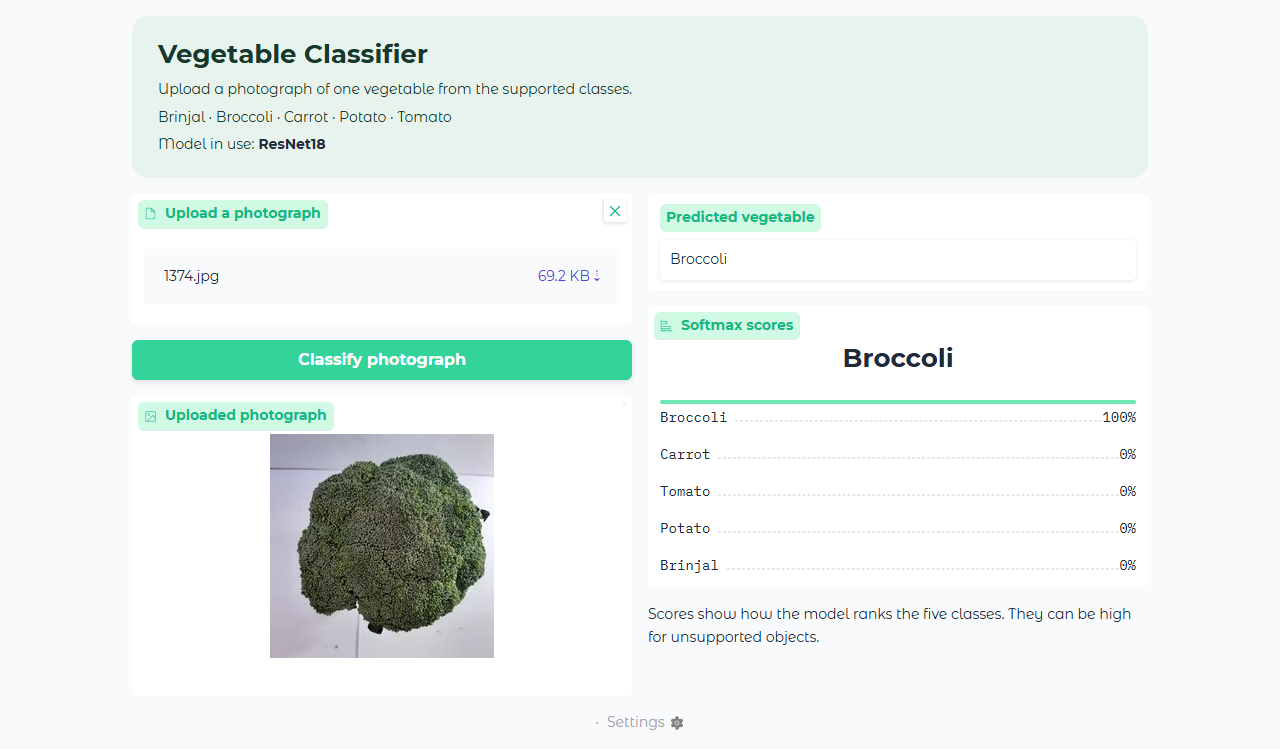 Vegetable Classifier
Upload a photograph of one vegetable from the supported classes.
Brinjal · Broccoli · Carrot · Potato · Tomato
Model in use: ResNet18
Upload a photograph
1374.jpg
69.2 KB ⇣
Classify photograph
Uploaded photograph
Predicted vegetable
Broccoli
Softmax scores
Broccoli
Broccoli 100%
Carrot 0%
Tomato 0%
Potato 0%
Brinjal 0%
Scores show how the model ranks the five classes. They can be high
for unsupported objects.
· Settings